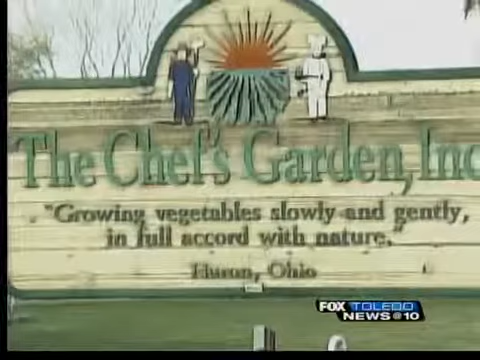 The Chef's Garden, Inc
"Growing vegetables slowly and gently,
in full accord with nature."
Huron, Ohio
FOX TOLEDO
NEWS @ 10